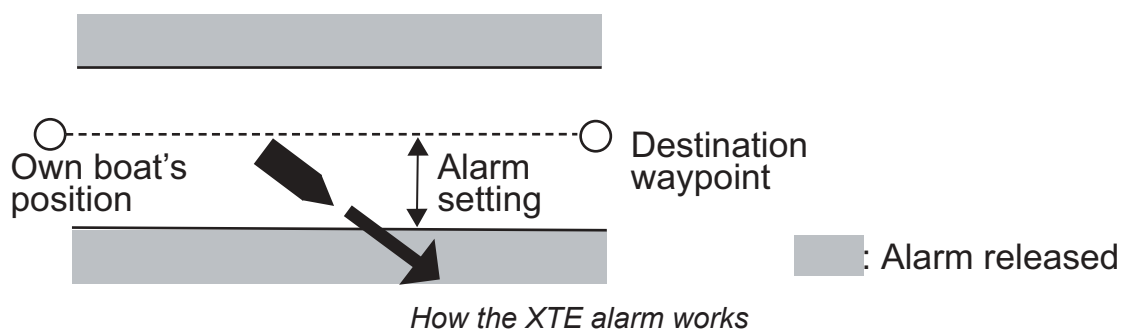 Own boat's
position
Alarm
setting
Destination
waypoint
: Alarm released
How the XTE alarm works